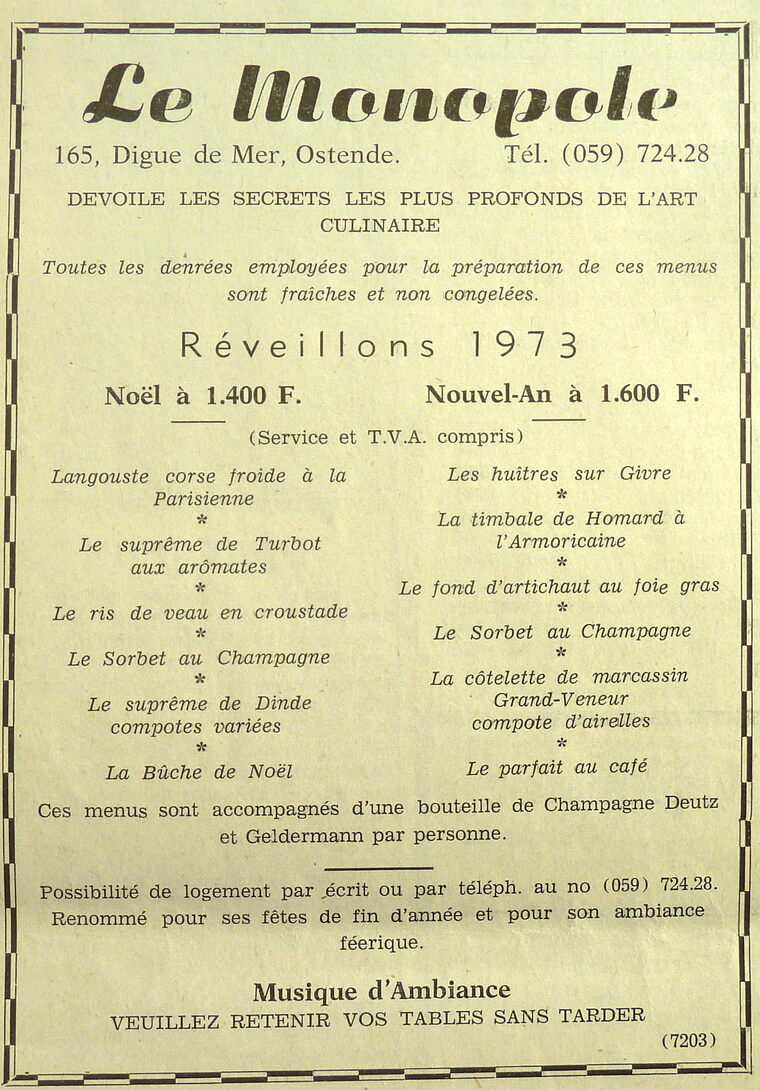 Le Monopole
165, Digue de Mer, Ostende. Tél. (059) 724.28
DEVOILE LES SECRETS LES PLUS PROFONDS DE L'ART
CULINAIRE
Toutes les denrées employées pour la préparation de ces menus
sont fraîches et non congelées.
Réveillons 1973
Noël à 1.400 F.
Nouvel-An à 1.600 F.
(Service et T.V.A. compris)
Langouste corse froide à la
Parisienne
*
Le suprême de Turbot
aux arômates
*
Le ris de veau en croustade
*
Le Sorbet au Champagne
*
Le suprême de Dinde
compotes variées
*
La Bûche de Noël
Les huîtres sur Givre
*
La timbale de Homard à
l'Armoricaine
*
Le fond d'artichaut au foie gras
*
Le Sorbet au Champagne
*
La côtelette de marcassin
Grand-Veneur
compote d'airelles
*
Le parfait au café
Ces menus sont accompagnés d'une bouteille de Champagne Deutz
et Geldermann par personne.
Possibilité de logement par écrit ou par téléph. au no (059) 724.28.
Renommé pour ses fêtes de fin d'année et pour son ambiance
féerique.
Musique d'Ambiance
VEUILLEZ RETENIR VOS TABLES SANS TARDER
(7203)